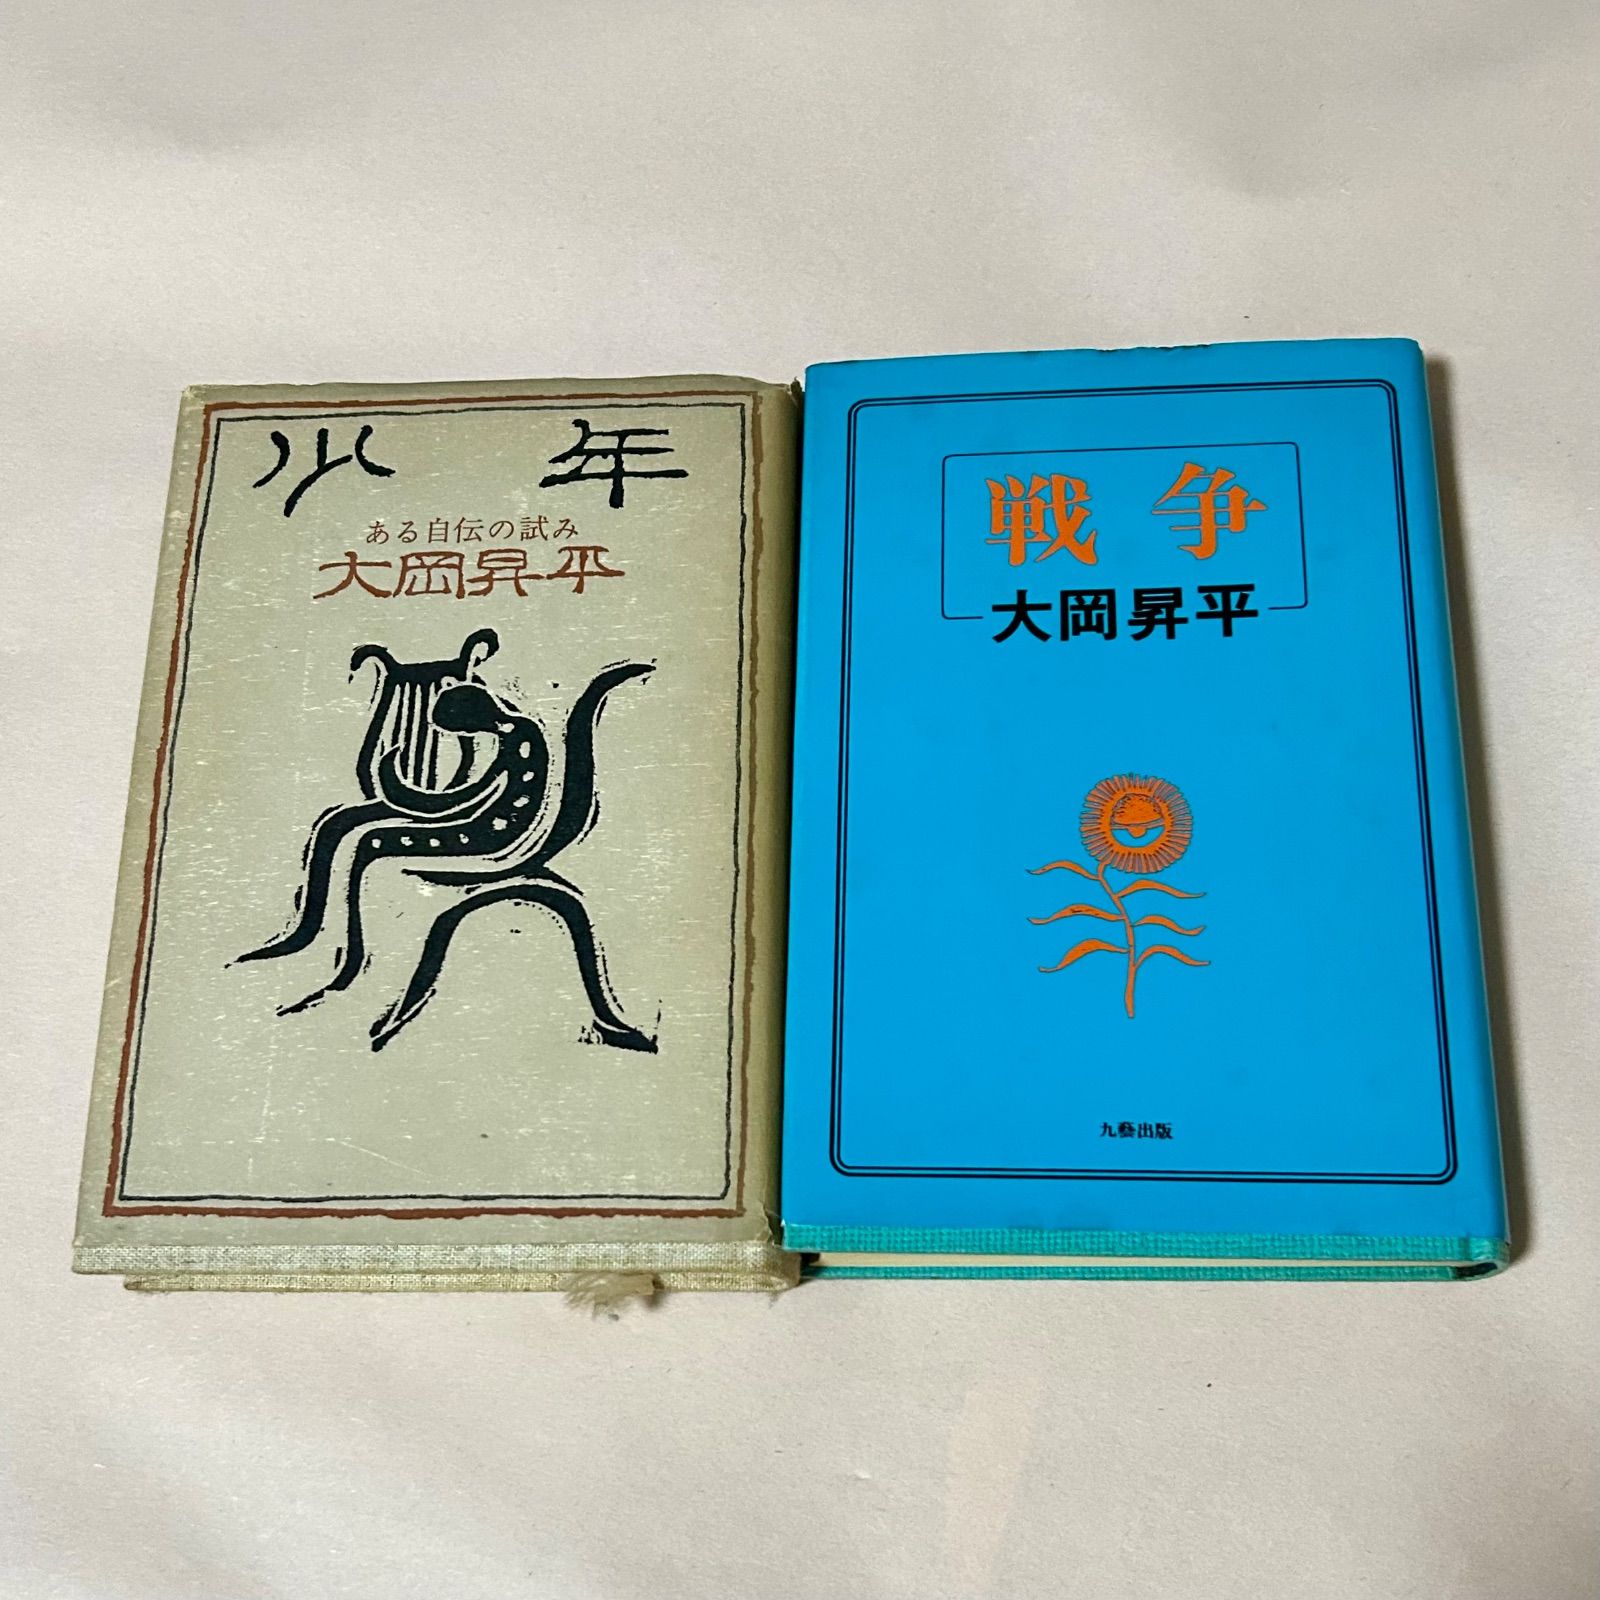 少年
ある自伝の試み
大岡昇平
戦争
大岡昇平
九藝出版